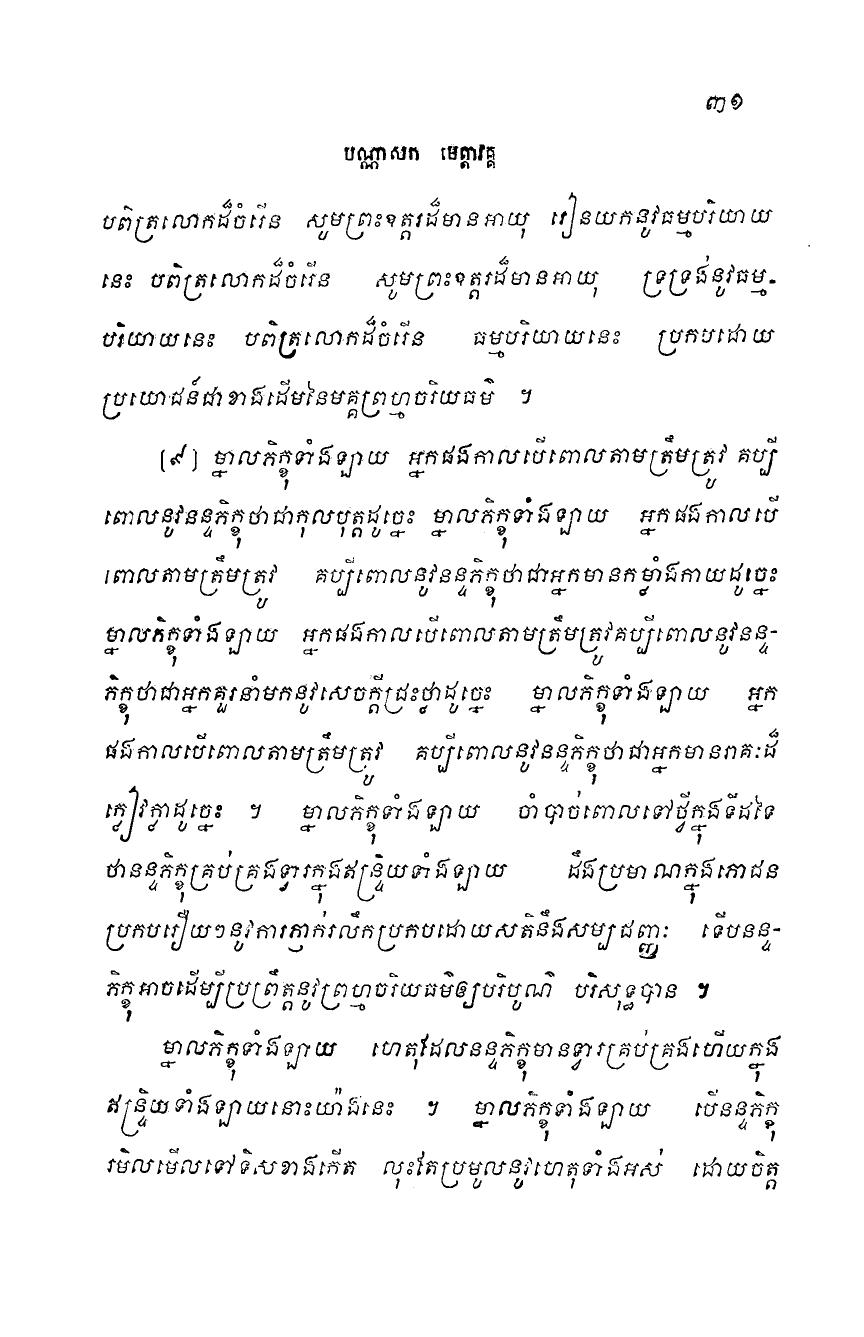 ៣១
បណ្ណាសក មេត្តាវគ្គ
បពិត្រលោកដ៏ចំរើន សូមព្រះឧត្តរដ៏មានអាយុ រៀនយកនូវធម្មបរិយាយ
នេះ បពិត្រលោកដ៏ចំរើន សូមព្រះឧត្តរដ៏មានអាយុ ទ្រទ្រង់នូវធម្ម-
បរិយាយនេះ បពិត្រលោកដ៏ចំរើន ធម្មបរិយាយនេះ ប្រកបដោយ
ប្រយោជន៍ជាខាងដើមនៃមគ្គព្រហ្មចរិយធម៌ ។
[៩] ម្នាលភិក្ខុទាំងឡាយ អ្នកផងកាលបើពោលតាមត្រឹមត្រូវ គប្បី
ពោលនូវនន្ទភិក្ខុថាជាកុលបុត្តដូច្នេះ ម្នាលភិក្ខុទាំងឡាយ អ្នកផងកាលបើ
ពោលតាមត្រឹមត្រូវ គប្បីពោលនូវនន្ទភិក្ខុថាជាអ្នកមានកម្លាំងកាយដូច្នេះ
ម្នាលភិក្ខុទាំងឡាយ អ្នកផងកាលបើពោលតាមត្រឹមត្រូវគប្បីពោលនូវនន្ទ-
ភិក្ខុថាជាអ្នកគួរនាំមកនូវសេចក្តីជ្រះថ្លាដូច្នេះ ម្នាលភិក្ខុទាំងឡាយ អ្នក
ផងកាលបើពោលតាមត្រឹមត្រូវ គប្បីពោលនូវនន្ទភិក្ខុថាជាអ្នកមានរាគៈដ៏
ក្លៀវក្លាដូច្នេះ ។ ម្នាលភិក្ខុទាំងឡាយ ចាំបាច់ពោលទៅថ្វីក្នុងទីដទៃ
ថានន្ទភិក្ខុគ្រប់គ្រងទ្វារក្នុងឥន្ទ្រិយទាំងឡាយ ដឹងប្រមាណក្នុងភោជន
ប្រកបរឿយៗនូវការភ្ញាក់រលឹកប្រកបដោយសតិនឹងសម្បជញ្ញៈ ទើបនន្ទ-
ភិក្ខុអាចដើម្បីប្រព្រឹត្តនូវព្រហ្មចរិយធម៌ឲ្យបរិបូណ៌ បរិសុទ្ធបាន ។
ម្នាលភិក្ខុទាំងឡាយ ហេតុដែលនន្ទភិក្ខុមានទ្វារគ្រប់គ្រងហើយក្នុង
ឥន្ទ្រិយទាំងឡាយនោះយ៉ាងនេះ ។ ម្នាលភិក្ខុទាំងឡាយ បើនន្ទភិក្ខុ
រមិលមើលទៅទិសខាងកើត លុះតែប្រមូលនូវហេតុទាំងអស់ ដោយចិត្ត